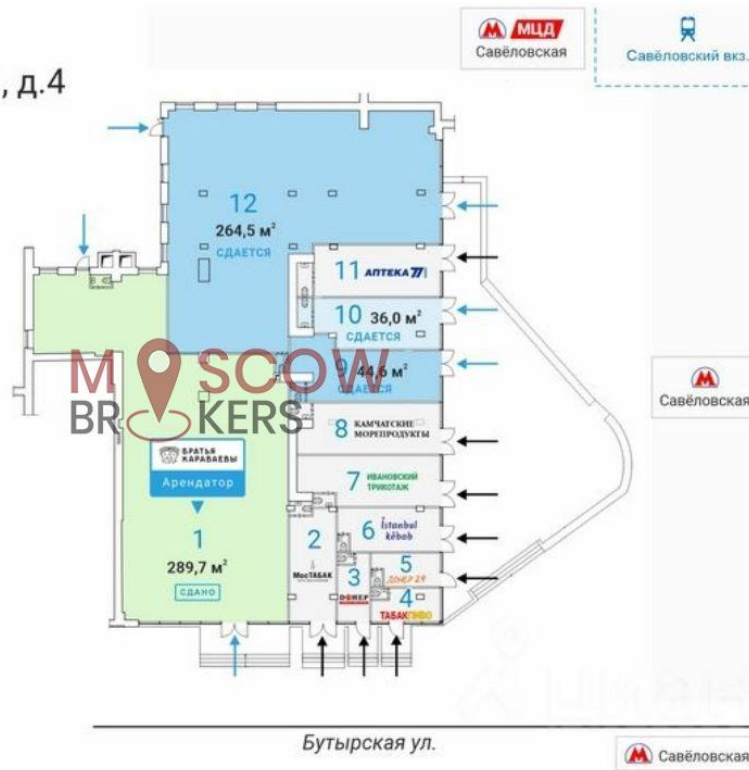 МЦД
Савёловская
Савёловский вкз.
, д.4
12
264,5 м²
СДАЕТСЯ
11 АПТЕКА 77
10 36,0 м²
СДАЕТСЯ
9 44,6 м²
СДАЕТСЯ
MOSCOW
BROKERS
Савёловская
8 КАМЧАТСКИЕ
МОРЕПРОДУКТЫ
БРАТЬЯ
КАРАВАЕВЫ
Арендатор
7 ИВАНОВСКИЙ
ТРИКОТАЖ
1
289,7 м²
СДАНО
2
МосТАБАК
6 İstanbul
kebab
3
ДОНЕР
5
ДОНЕР 29
4
ТАБАКПИВО
Бутырская ул.
Савёловская